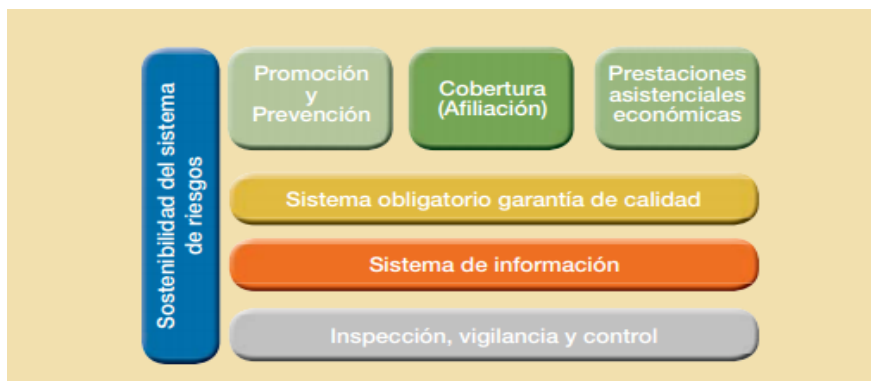 Sostenibilidad del sistema
de riesgos
Promoción
y
Prevención
Cobertura
(Afiliación)
Prestaciones
asistenciales
económicas
Sistema obligatorio garantía de calidad
Sistema de información
Inspección, vigilancia y control